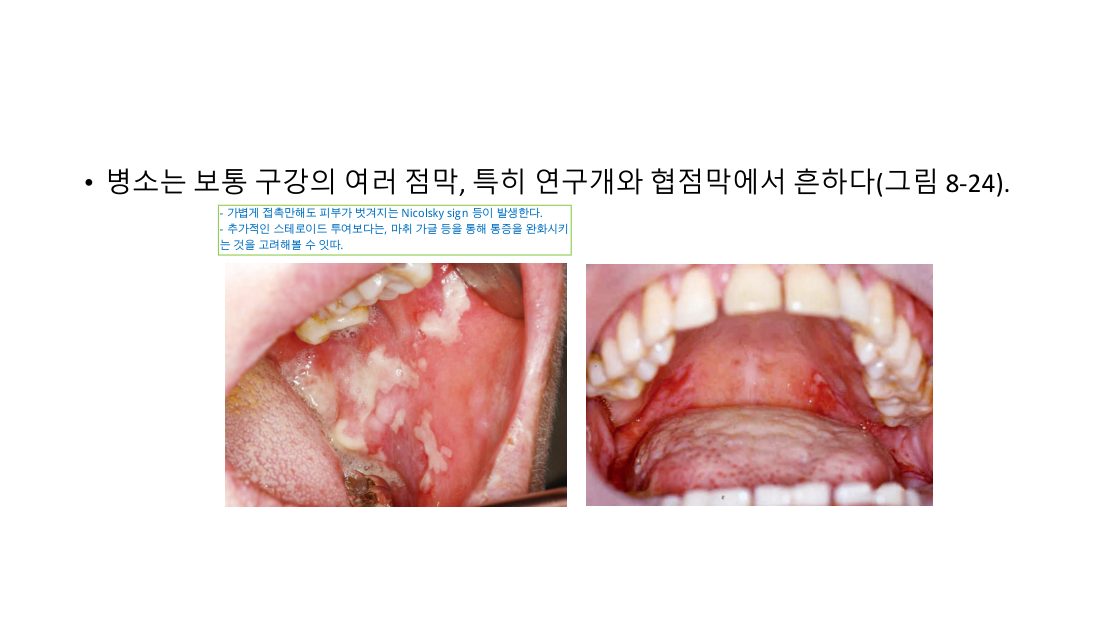 • 병소는 보통 구강의 여러 점막, 특히 연구개와 협점막에서 흔하다(그림 8-24).
- 가볍게 접촉만해도 피부가 벗겨지는 Nicolsky sign 등이 발생한다.
- 추가적인 스테로이드 투여보다는, 마취 가글 등을 통해 통증을 완화시키
는 것을 고려해볼 수 잇따.